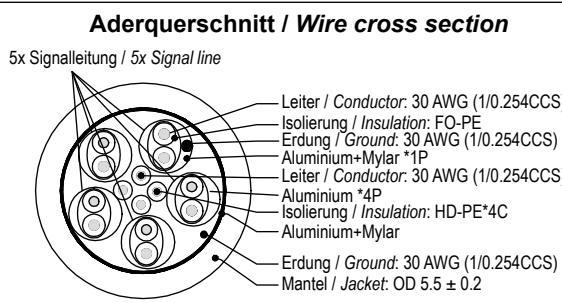 Aderquerschnitt / Wire cross section
5x Signalleitung / 5x Signal line
Leiter / Conductor: 30 AWG (1/0.254CCS)
Isolierung / Insulation: FO-PE
Erdung / Ground: 30 AWG (1/0.254CCS)
Aluminium+Mylar *1P
Leiter / Conductor: 30 AWG (1/0.254CCS)
Aluminium *4P
Isolierung / Insulation: HD-PE*4C
Aluminium+Mylar
Erdung / Ground: 30 AWG (1/0.254CCS)
Mantel / Jacket: OD 5.5 ± 0.2